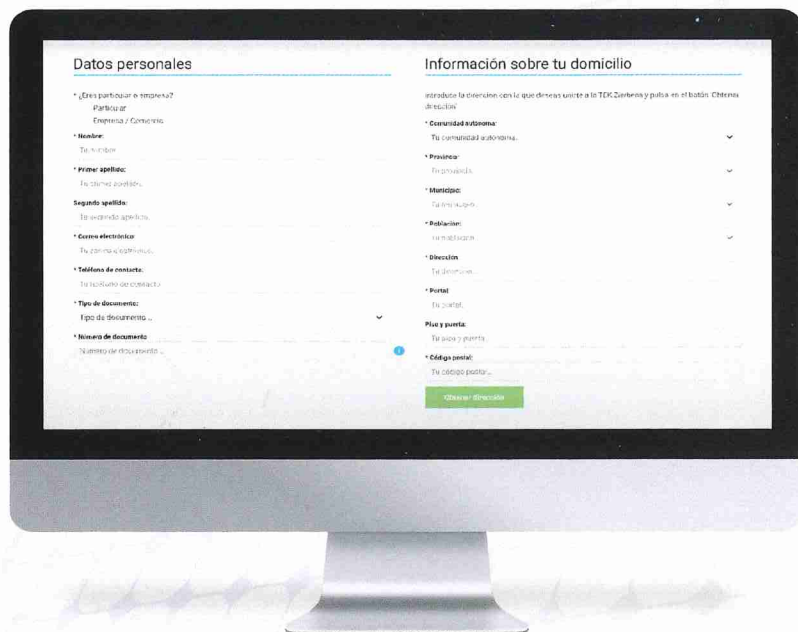 Datos personales
* ¿Eres particular o empresa?
Particular
Empresa / Comercio
* Nombre:
Tu nombre
* Primer apellido:
Tu primer apellido..
Segundo apellido:
Tu segundo apellido.
* Correo electrónico
Tu correo electrónico..
* Teléfono de contacto:
Tu teléfono de contacto
* Tipo de documento:
Tipo de documento ..
* Número de documento
Número de documento ..
Información sobre tu domicilio
Introduce la dirección con la que deseas unirte a la TEK Zierbena y pulsa en el botón 'Obtener
dirección'
* Comunidad autónoma:
Tu comunidad autónoma.
* Provincia:
Tu provincia.
* Municipio:
Tu
* Población:
Tu población
* Dirección
Tu dirección..
* Portal
Tu portal.
Piso y puerta:
Tu piso y puerta.
* Código postal:
Tu código postal..
Obtener dirección